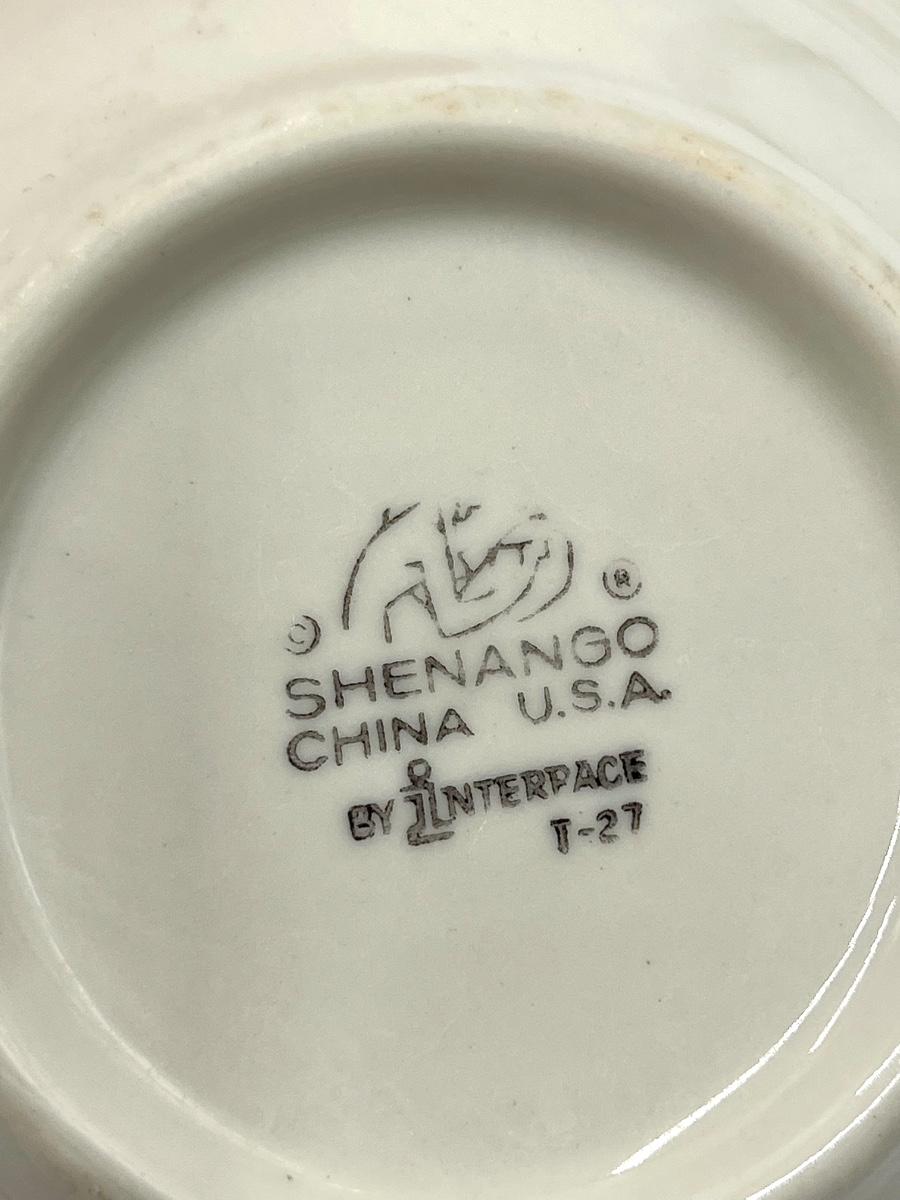 © ®
SHENANGO
CHINA U.S.A.
BY INTERPACE
T-27